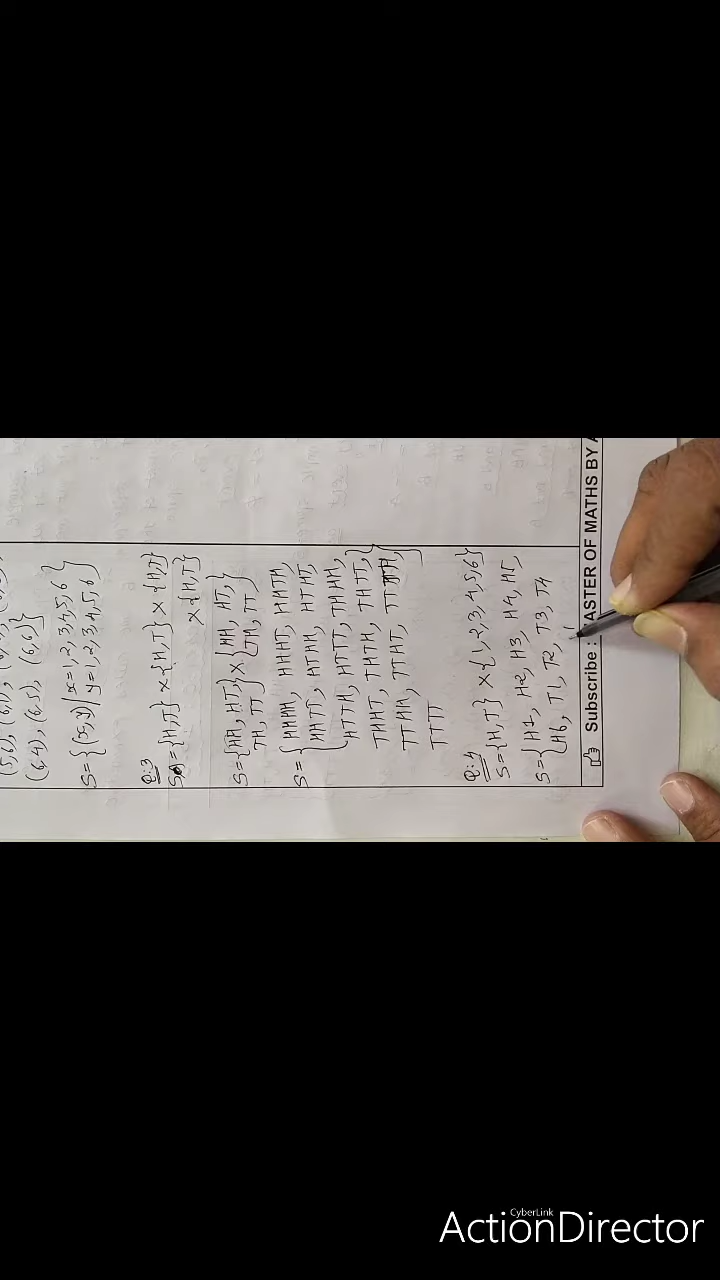 (6,4), (6,5), (6,6)}
S={(x,y)/x=1,2,3,4,5,6
y=1,2,3,4,5,6}
Q:3
S={H,T}×{H,T}×{H,T}
×{H,T}
S={HH, HT,
TH, TT}×{HH, HT,
TH, TT}
S={HHHH, HHHT, HHTH,
HHTT, HTHH, HTHT,
HTTH, HTTT, THHH,
THHT, THTH, THTT,
TTHH, TTHT, TTTH,
TTTT}
Q:4
S={H,T}×{1,2,3,4,5,6}
S={H1, H2, H3, H4, H5,
H6, T1, T2, T3, T4
Subscribe : MASTER OF MATHS BY
CyberLink
ActionDirector